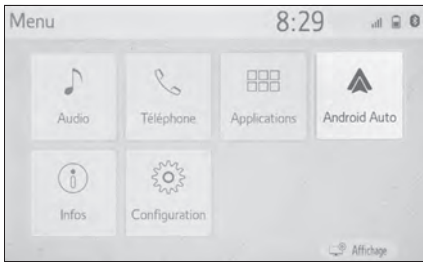 Menu 8:29
Audio Téléphone Applications Android Auto
Infos Configuration
Affichage